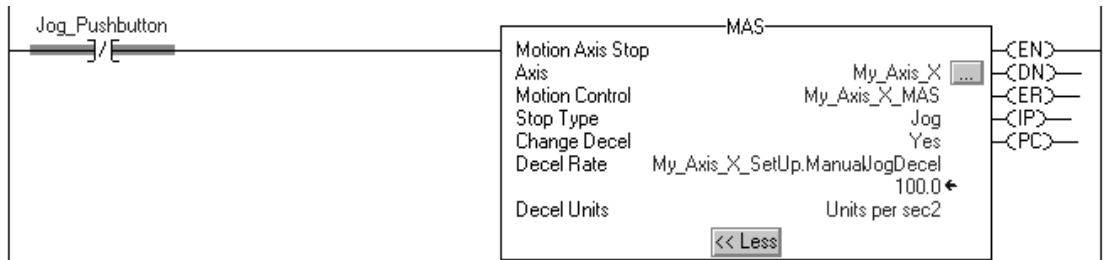 Jog_Pushbutton
MAS
Motion Axis Stop
Axis My_Axis_X ...
Motion Control My_Axis_X_MAS
Stop Type Jog
Change Decel Yes
Decel Rate My_Axis_X_SetUp.ManualJogDecel
100.0
Decel Units Units per sec2
<< Less
EN
DN
ER
IP
PC